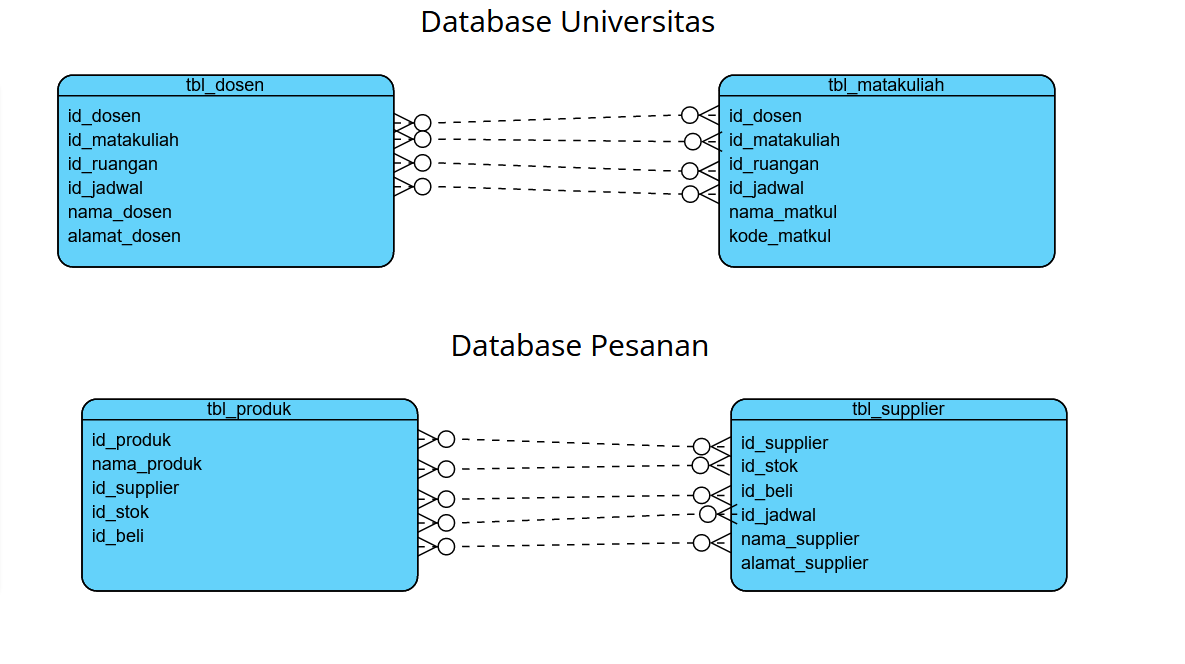 Database Universitas
tbl_dosen
id_dosen
id_matakuliah
id_ruangan
id_jadwal
nama_dosen
alamat_dosen
tbl_matakuliah
id_dosen
id_matakuliah
id_ruangan
id_jadwal
nama_matkul
kode_matkul
Database Pesanan
tbl_produk
id_produk
nama_produk
id_supplier
id_stok
id_beli
tbl_supplier
id_supplier
id_stok
id_beli
id_jadwal
nama_supplier
alamat_supplier